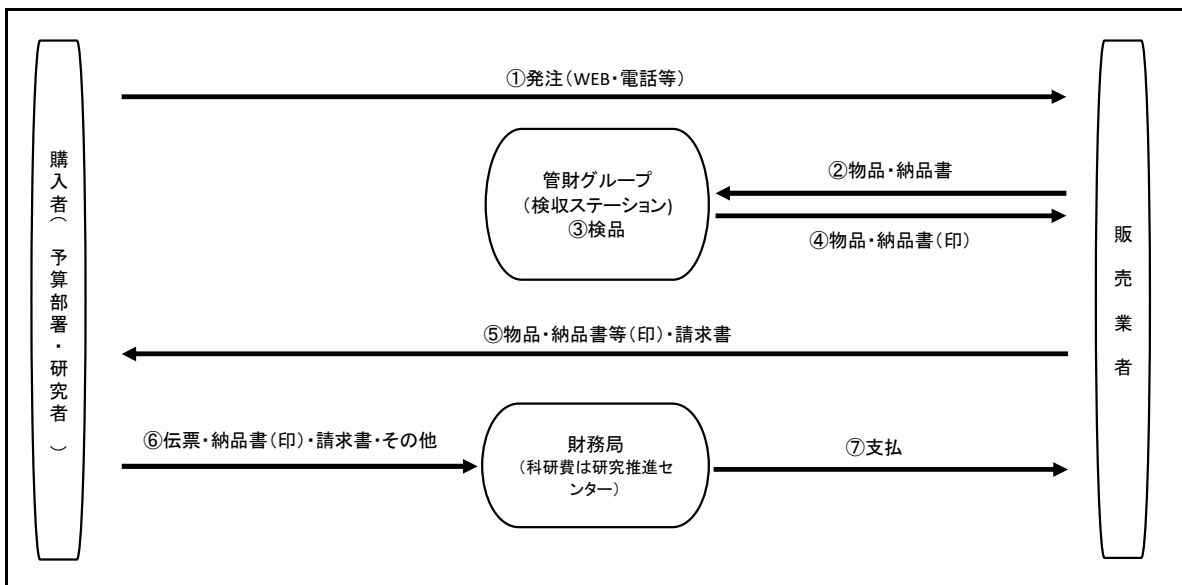 ①発注(WEB・電話等)
購入者(予算部署・研究者)
管財グループ
(検収ステーション)
③検品
②物品・納品書
④物品・納品書(印)
販売業者
⑤物品・納品書等(印)・請求書
⑥伝票・納品書(印)・請求書・その他
財務局
(科研費は研究推進セ
ンター)
⑦支払